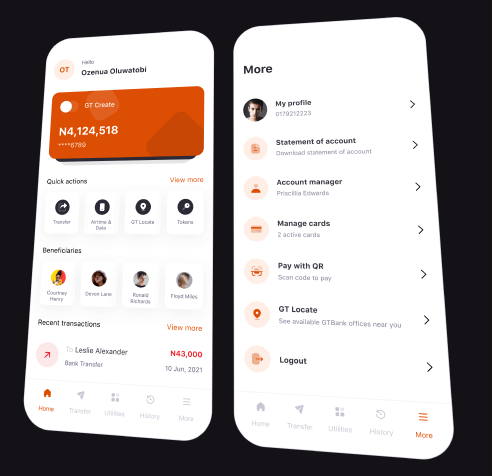 Hello
OT
Ozenua Oluwatobi
GT Create
N4,124,518
****6789
Quick actions
View more
Transfer
Airtime &
Data
GT Locate
Tokens
Beneficiaries
Courtney
Henry
Devon Lane
Ronald
Richards
Floyd Miles
Recent transactions
View more
To Leslie Alexander
N43,000
Bank Transfer
10 Jun, 2021
Home
Transfer
Utilities
History
More
More
My profile
0179212223
Statement of account
Download statement of account
Account manager
Priscillia Edwards
Manage cards
2 active cards
Pay with QR
Scan code to pay
GT Locate
See available GTBank offices near you
Logout
Home
Transfer
Utilities
History
More